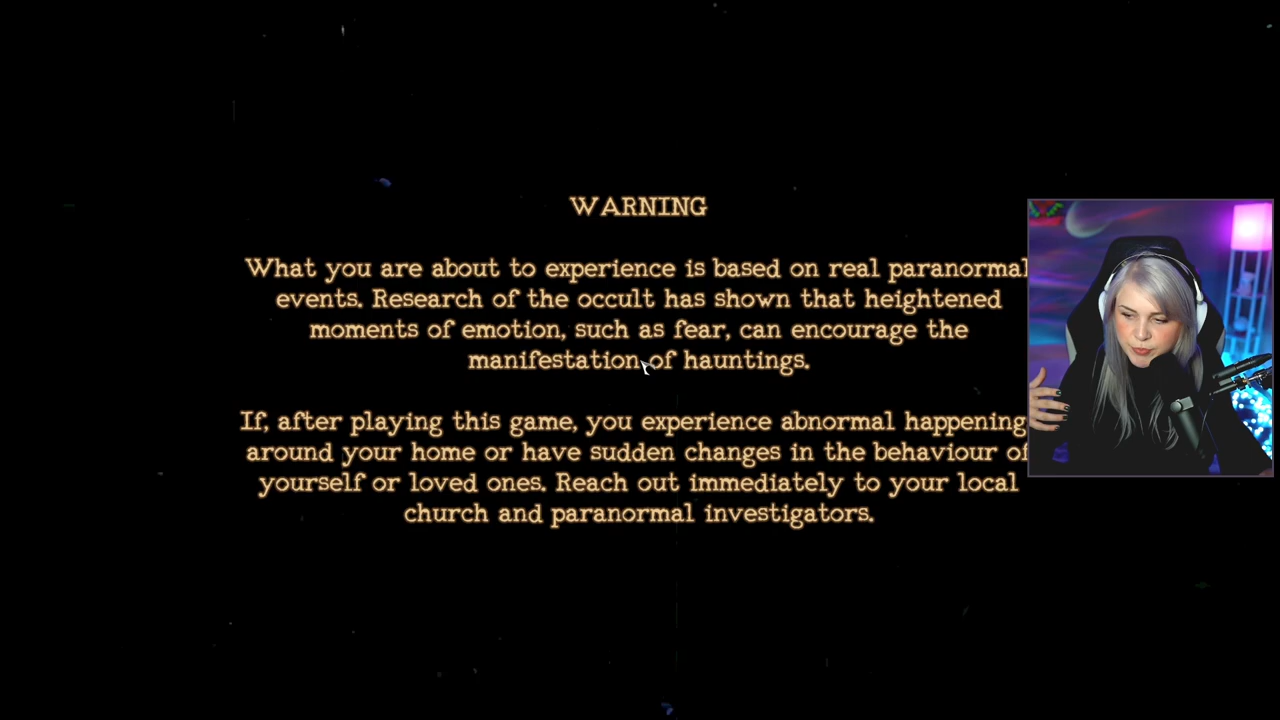 WARNING
What you are about to experience is based on real paranormal
events. Research of the occult has shown that heightened
moments of emotion, such as fear, can encourage the
manifestation of hauntings.
If, after playing this game, you experience abnormal happening
around your home or have sudden changes in the behaviour of
yourself or loved ones. Reach out immediately to your local
church and paranormal investigators.